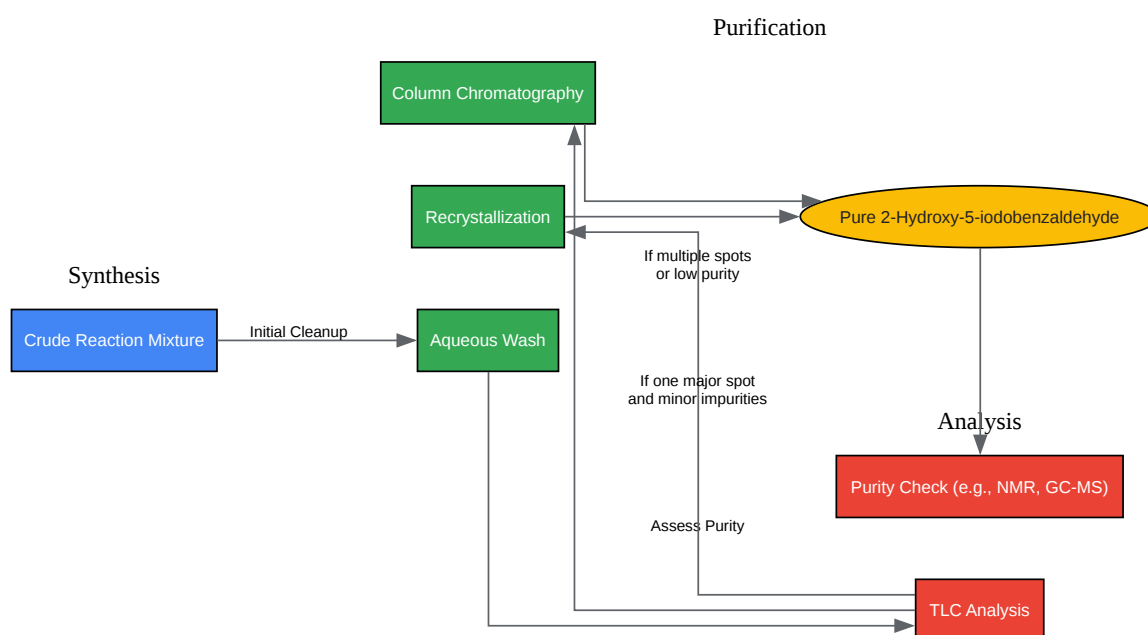 Purification
Column Chromatography
Recrystallization
Pure 2-Hydroxy-5-iodobenzaldehyde
If multiple spots
or low purity
Synthesis
Crude Reaction Mixture
Initial Cleanup
Aqueous Wash
If one major spot
and minor impurities
Analysis
Purity Check (e.g., NMR, GC-MS)
Assess Purity
TLC Analysis